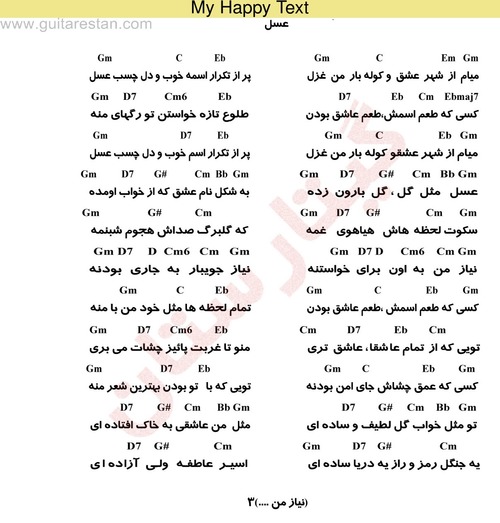 My Happy Text
www.guitarestan.com
عسل
Gm C Em Gm Gm C Eb
میام از شهر عشق و کوله بار من غزل پر از تکرار اسمه خوب و دل چسب عسل
D7 Eb Cm Ebmaj7 Gm D7 Cm6 Eb
کسی که طعم اسمش،طعم عاشق بودن طلوع تازه خواستن تو رگهای منه
Gm C Eb Gm Gm D7 Eb
میام از شهر عشقو کوله بار من غزل پر از تکرار اسم خوب و دل چسب عسل
Gm D7 G# Cm Bb Gm Gm D7 G# Cm Bb Gm
عسل مثل گل ، گل بارون زده به شکل نام عشق که از خواب اومده
Gm D7 G# Cm Gm Gm G# Cm
سکوت لحظه هاش هیاهوی غمه که گلبرگ صداش هجوم شبنمه
Gm D7 D Cm6 Cm Gm Gm D7 D Cm6 Cm Gm
نیاز من به اون برای خواستنه نیاز جویبار به جاری بودنه
Gm C Eb Gm Gm C Eb
کسی که طعم اسمش ،طعم عاشق بودن تمام لحظه ها مثل خود من با منه
Cm D7 Eb Cm Gm D7 Cm6 Eb
تویی که از تمام عاشقا، عاشق تری منو تا غربت پائیز چشات می بری
Gm C Eb Gm Gm D7 Eb
کسی که عمق چشاش جای امن بودنه تویی که با تو بودن بهترین شعر منه
D7 G# Cm Bb Gm D7 G# Cm Bb Gm
تو مثل خواب گل لطیف و ساده ای مثل من عاشقی به خاک افتاده ای
Gm D7 G# Cm D7 G# Cm
یه جنگل رمز و راز یه دریا ساده ای اسیر عاطفه ولی آزاده ای
(نیاز من ....)۳
گیتارستان